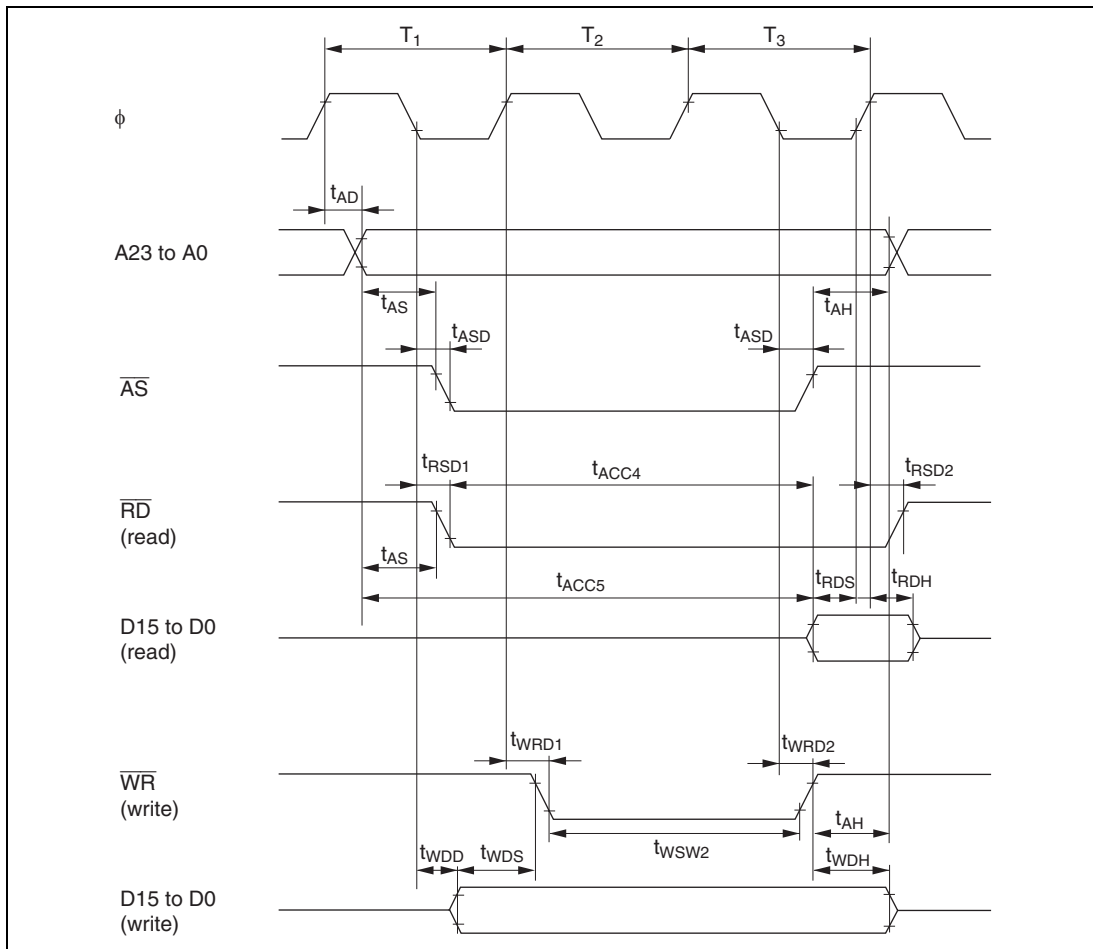 T1 T2 T3
ϕ
tAD
A23 to A0
tAS tAH
tASD tASD
AS
tRSD1 tACC4 tRSD2
RD
(read)
tAS
tACC5 tRDS tRDH
D15 to D0
(read)
tWRD1 tWRD2
WR
(write)
tAH
tWSW2
tWDD tWDS tWDH
D15 to D0
(write)